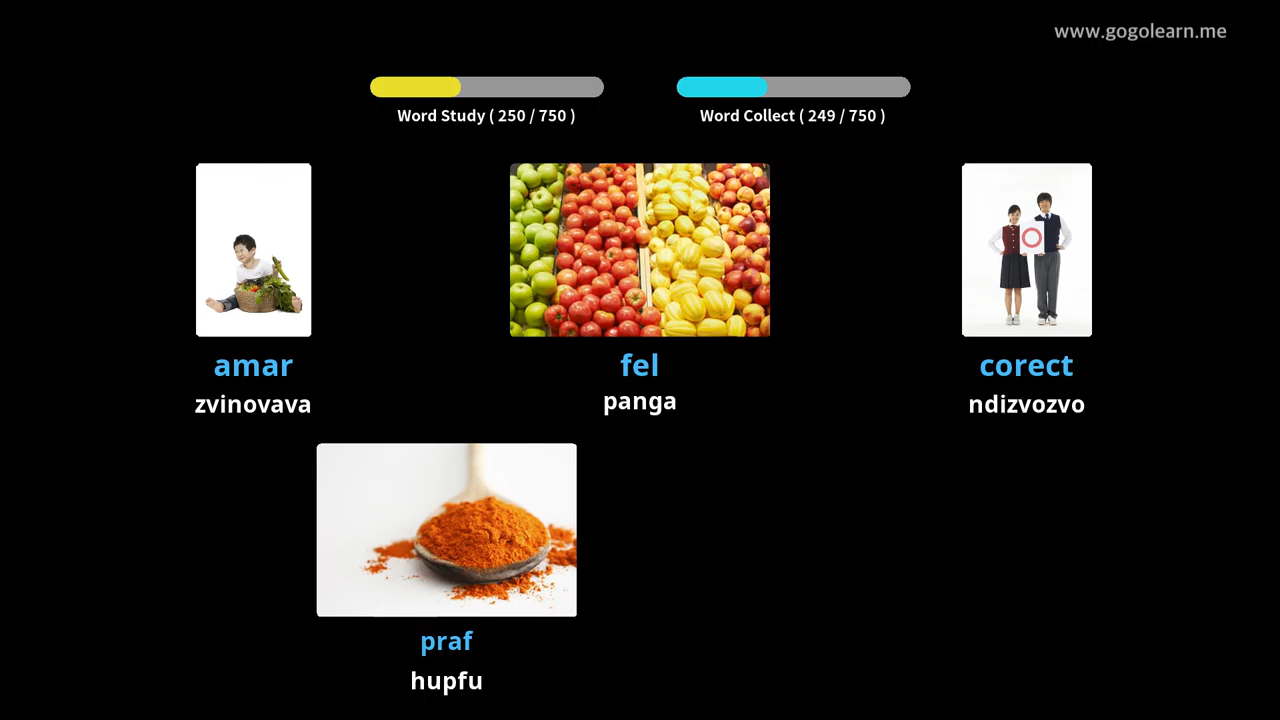 www.gogolearn.me
Word Study ( 250 / 750 )
Word Collect ( 249 / 750 )
amar
zvinovava
fel
panga
corect
ndizvozvo
praf
hupfu